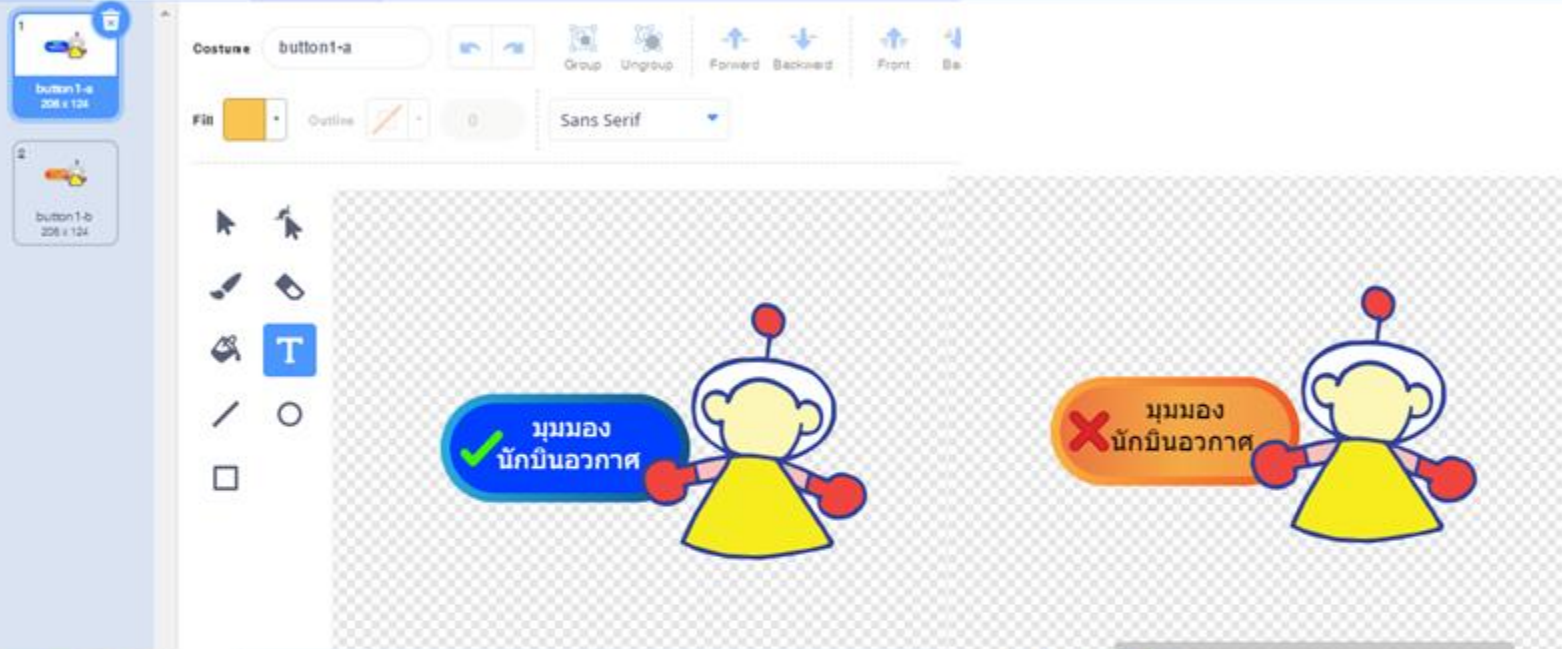 1
button1-a
206 x 124
2
button1-b
206 x 124
Costume
button1-a
Group
Ungroup
Forward
Backward
Front
Fill
Outline
0
Sans Serif
T
มุมมอง
นักบินอวกาศ
มุมมอง
นักบินอวกาศ